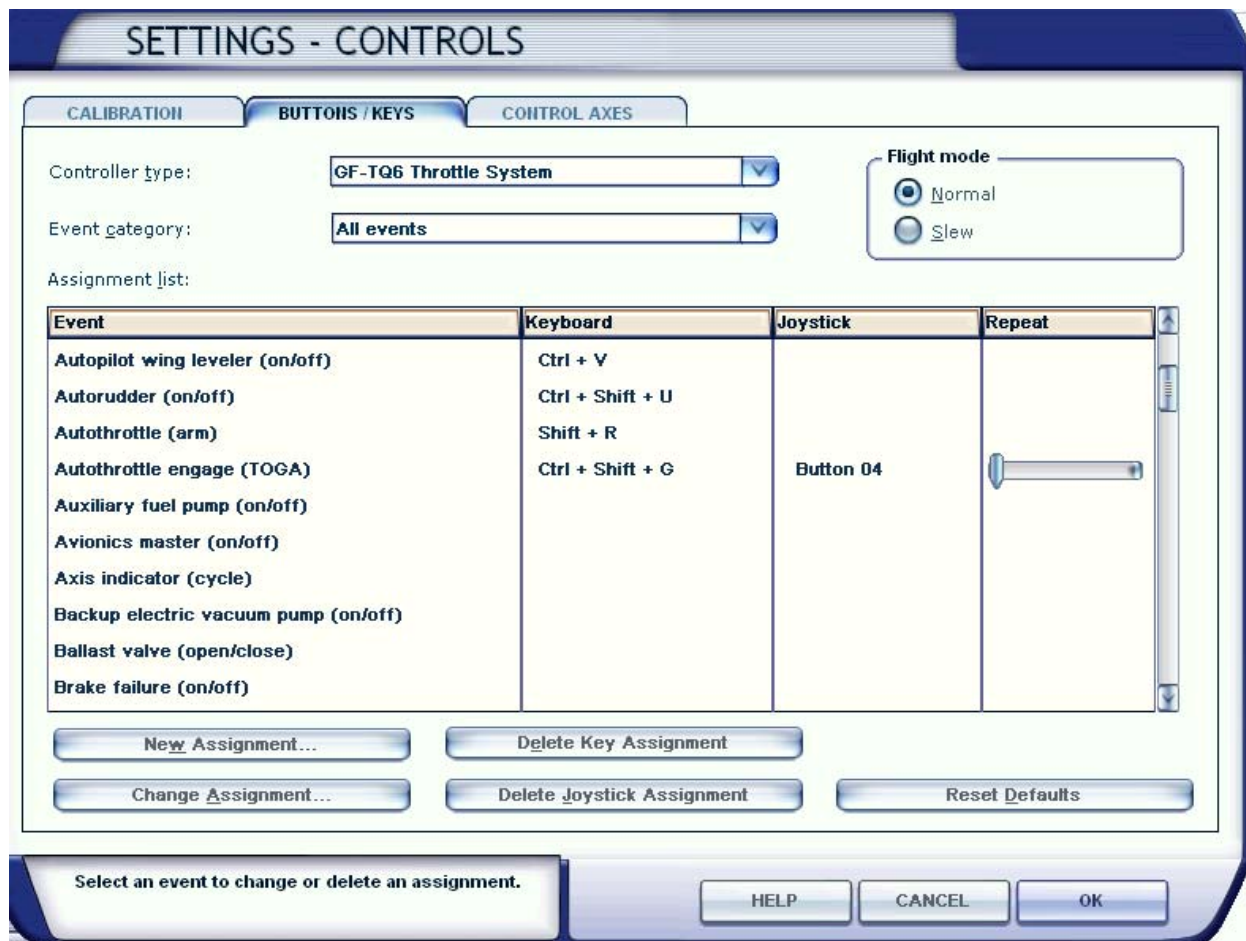 SETTINGS - CONTROLS
CALIBRATION BUTTONS / KEYS CONTROL AXES
Controller type: GF-TQ6 Throttle System
Flight mode
Normal
Event category: All events
Slew
Assignment list:
Event Keyboard Joystick Repeat
Autopilot wing leveler (on/off) Ctrl + V
Autorudder (on/off) Ctrl + Shift + U
Autothrottle (arm) Shift + R
Autothrottle engage (TOGA) Ctrl + Shift + G Button 04
Auxiliary fuel pump (on/off)
Avionics master (on/off)
Axis indicator (cycle)
Backup electric vacuum pump (on/off)
Ballast valve (open/close)
Brake failure (on/off)
New Assignment... Delete Key Assignment
Change Assignment... Delete Joystick Assignment Reset Defaults
Select an event to change or delete an assignment.
HELP CANCEL OK